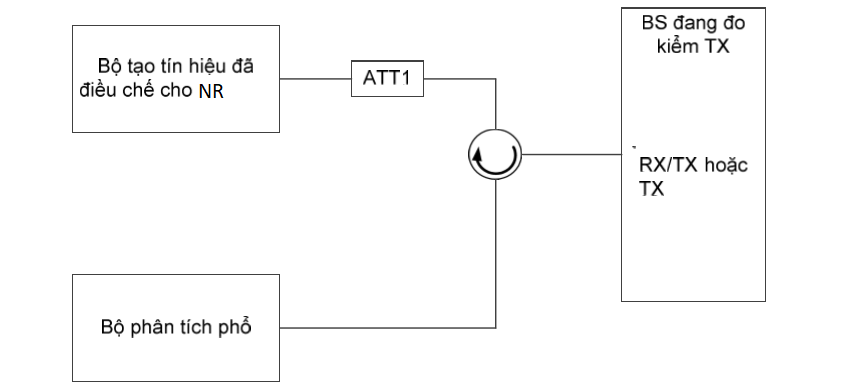 Bộ tạo tín hiệu đã
điều chế cho NR
ATT1
BS đang đo
kiểm TX
RX/TX hoặc
TX
Bộ phân tích phổ